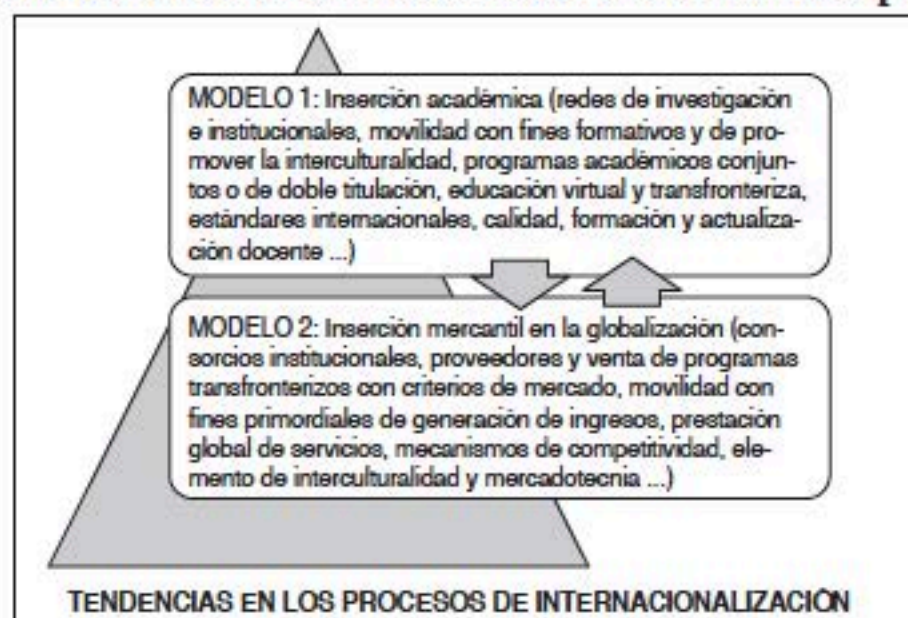 MODELO 1: Inserción académica (redes de investigación
e institucionales, movilidad con fines formativos y de pro-
mover la interculturalidad, programas académicos conjun-
tos o de doble titulación, educación virtual y transfronteriza,
estándares internacionales, calidad, formación y actualiza-
ción docente ...)
MODELO 2: Inserción mercantil en la globalización (con-
sorcios institucionales, proveedores y venta de programas
transfronterizos con criterios de mercado, movilidad con
fines primordiales de generación de ingresos, prestación
global de servicios, mecanismos de competitividad, ele-
mento de interculturalidad y mercadotecnia ...)
TENDENCIAS EN LOS PROCESOS DE INTERNACIONALIZACIÓN